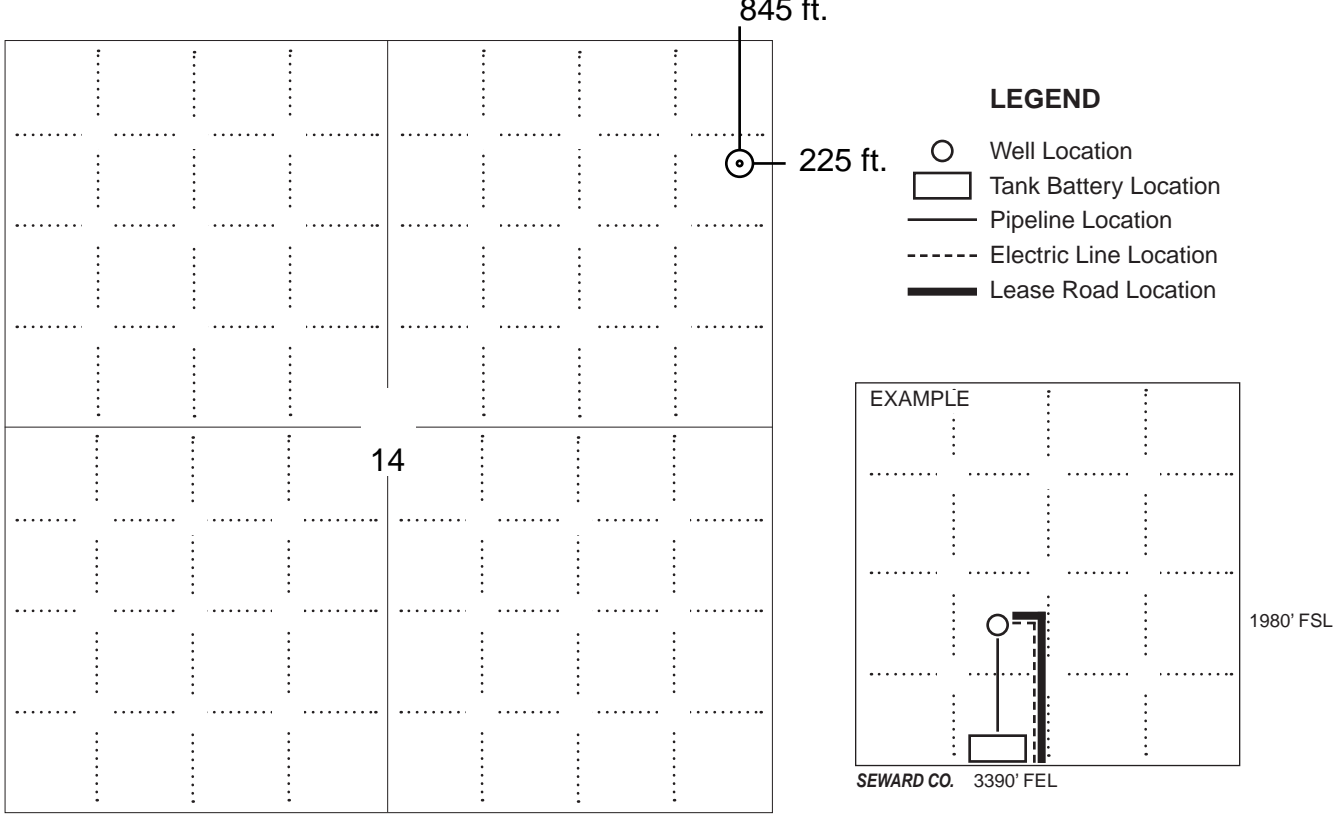 845 ft.
225 ft.
14
LEGEND
Well Location
Tank Battery Location
Pipeline Location
Electric Line Location
Lease Road Location
EXAMPLE
1980’ FSL
SEWARD CO. 3390’ FEL